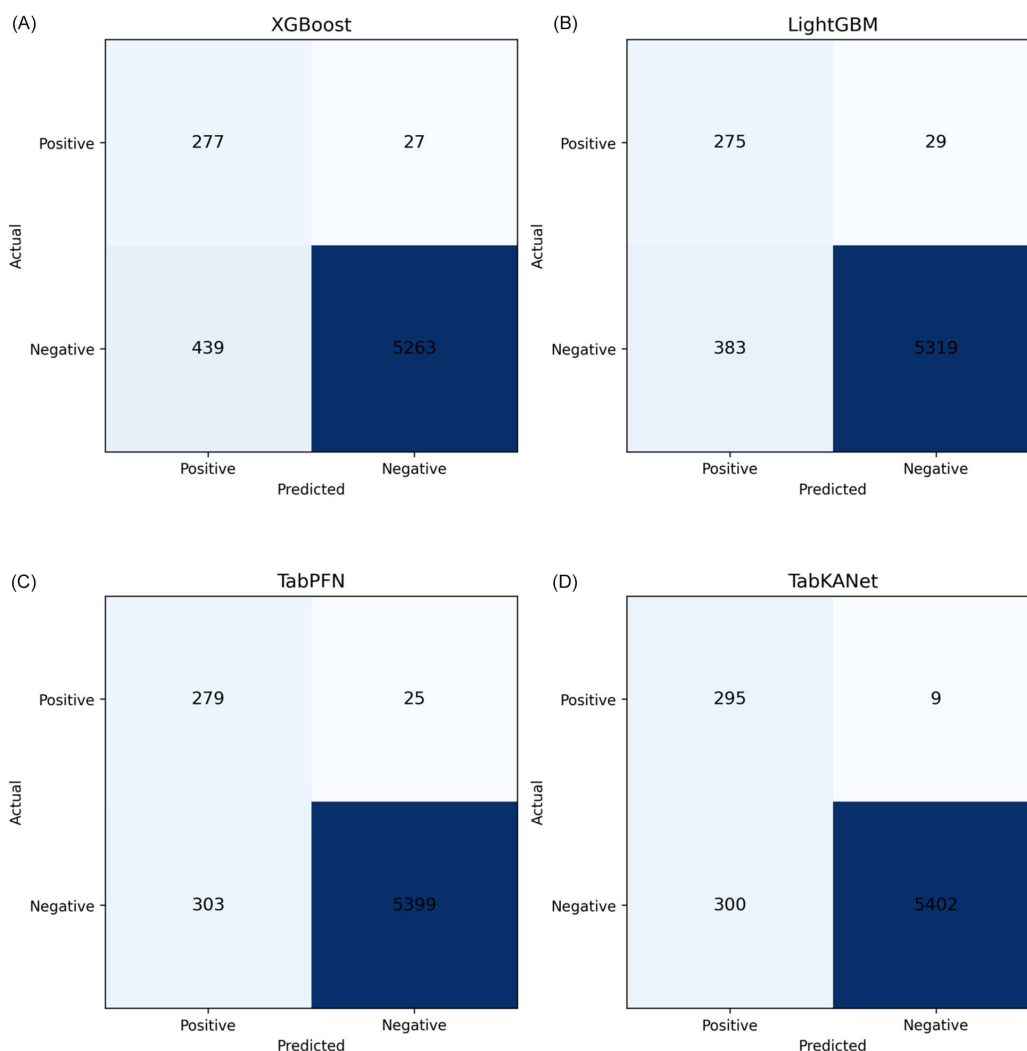 (A)
XGBoost
Positive
277
27
Actual
Negative
439
5263
Positive
Negative
Predicted
(B)
LightGBM
Positive
275
29
Actual
Negative
383
5319
Positive
Negative
Predicted
(C)
TabPFN
Positive
279
25
Actual
Negative
303
5399
Positive
Negative
Predicted
(D)
TabKANet
Positive
295
9
Actual
Negative
300
5402
Positive
Negative
Predicted